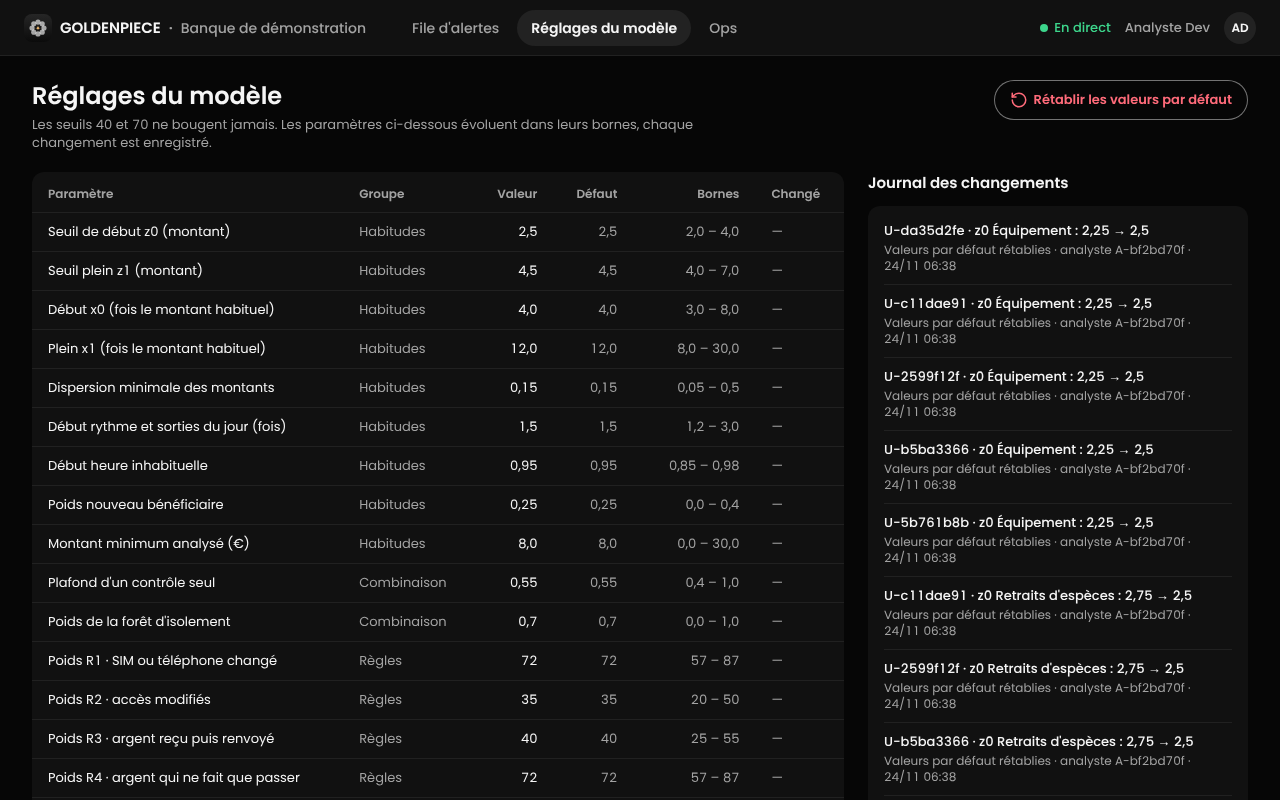 GOLDENPIECE · Banque de démonstration
File d'alertes
Réglages du modèle
Ops
En direct
Analyste Dev
AD
Réglages du modèle
Les seuils 40 et 70 ne bougent jamais. Les paramètres ci-dessous évoluent dans leurs bornes, chaque
changement est enregistré.
Rétablir les valeurs par défaut
Paramètre Groupe Valeur Défaut Bornes Changé
Seuil de début z0 (montant) Habitudes 2,5 2,5 2,0 – 4,0 —
Seuil plein z1 (montant) Habitudes 4,5 4,5 4,0 – 7,0 —
Début x0 (fois le montant habituel) Habitudes 4,0 4,0 3,0 – 8,0 —
Plein x1 (fois le montant habituel) Habitudes 12,0 12,0 8,0 – 30,0 —
Dispersion minimale des montants Habitudes 0,15 0,15 0,05 – 0,5 —
Début rythme et sorties du jour (fois) Habitudes 1,5 1,5 1,2 – 3,0 —
Début heure inhabituelle Habitudes 0,95 0,95 0,85 – 0,98 —
Poids nouveau bénéficiaire Habitudes 0,25 0,25 0,0 – 0,4 —
Montant minimum analysé (€) Habitudes 8,0 8,0 0,0 – 30,0 —
Plafond d'un contrôle seul Combinaison 0,55 0,55 0,4 – 1,0 —
Poids de la forêt d'isolement Combinaison 0,7 0,7 0,0 – 1,0 —
Poids R1 · SIM ou téléphone changé Règles 72 72 57 – 87 —
Poids R2 · accès modifiés Règles 35 35 20 – 50 —
Poids R3 · argent reçu puis renvoyé Règles 40 40 25 – 55 —
Poids R4 · argent qui ne fait que passer Règles 72 72 57 – 87 —
Journal des changements
U-da35d2fe · z0 Équipement : 2,25 → 2,5
Valeurs par défaut rétablies · analyste A-bf2bd70f ·
24/11 06:38
U-c11dae91 · z0 Équipement : 2,25 → 2,5
Valeurs par défaut rétablies · analyste A-bf2bd70f ·
24/11 06:38
U-2599f12f · z0 Équipement : 2,25 → 2,5
Valeurs par défaut rétablies · analyste A-bf2bd70f ·
24/11 06:38
U-b5ba3366 · z0 Équipement : 2,25 → 2,5
Valeurs par défaut rétablies · analyste A-bf2bd70f ·
24/11 06:38
U-5b761b8b · z0 Équipement : 2,25 → 2,5
Valeurs par défaut rétablies · analyste A-bf2bd70f ·
24/11 06:38
U-c11dae91 · z0 Retraits d'espèces : 2,75 → 2,5
Valeurs par défaut rétablies · analyste A-bf2bd70f ·
24/11 06:38
U-2599f12f · z0 Retraits d'espèces : 2,75 → 2,5
Valeurs par défaut rétablies · analyste A-bf2bd70f ·
24/11 06:38
U-b5ba3366 · z0 Retraits d'espèces : 2,75 → 2,5
Valeurs par défaut rétablies · analyste A-bf2bd70f ·
24/11 06:38